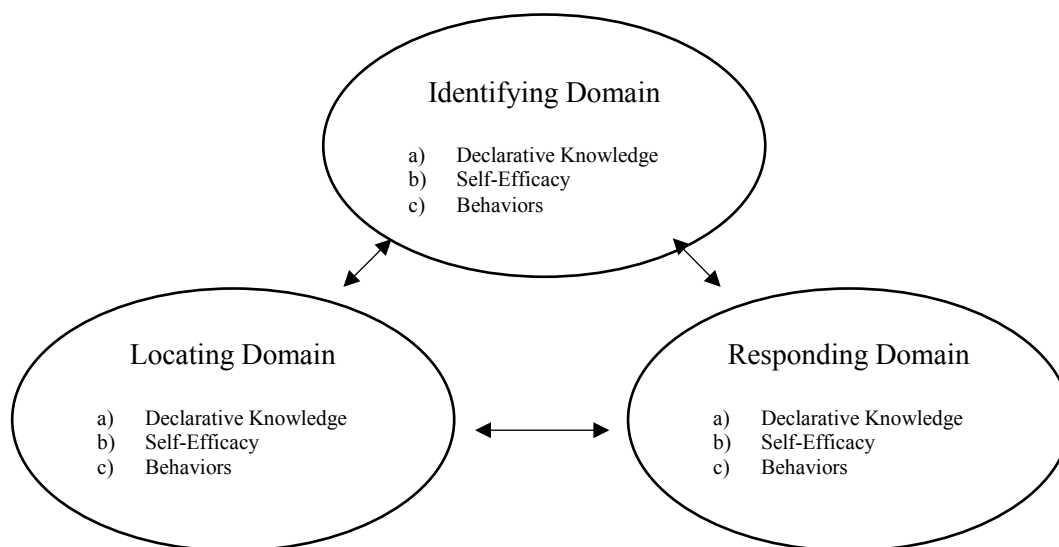 Identifying Domain
a) Declarative Knowledge
b) Self-Efficacy
c) Behaviors
Locating Domain
a) Declarative Knowledge
b) Self-Efficacy
c) Behaviors
Responding Domain
a) Declarative Knowledge
b) Self-Efficacy
c) Behaviors